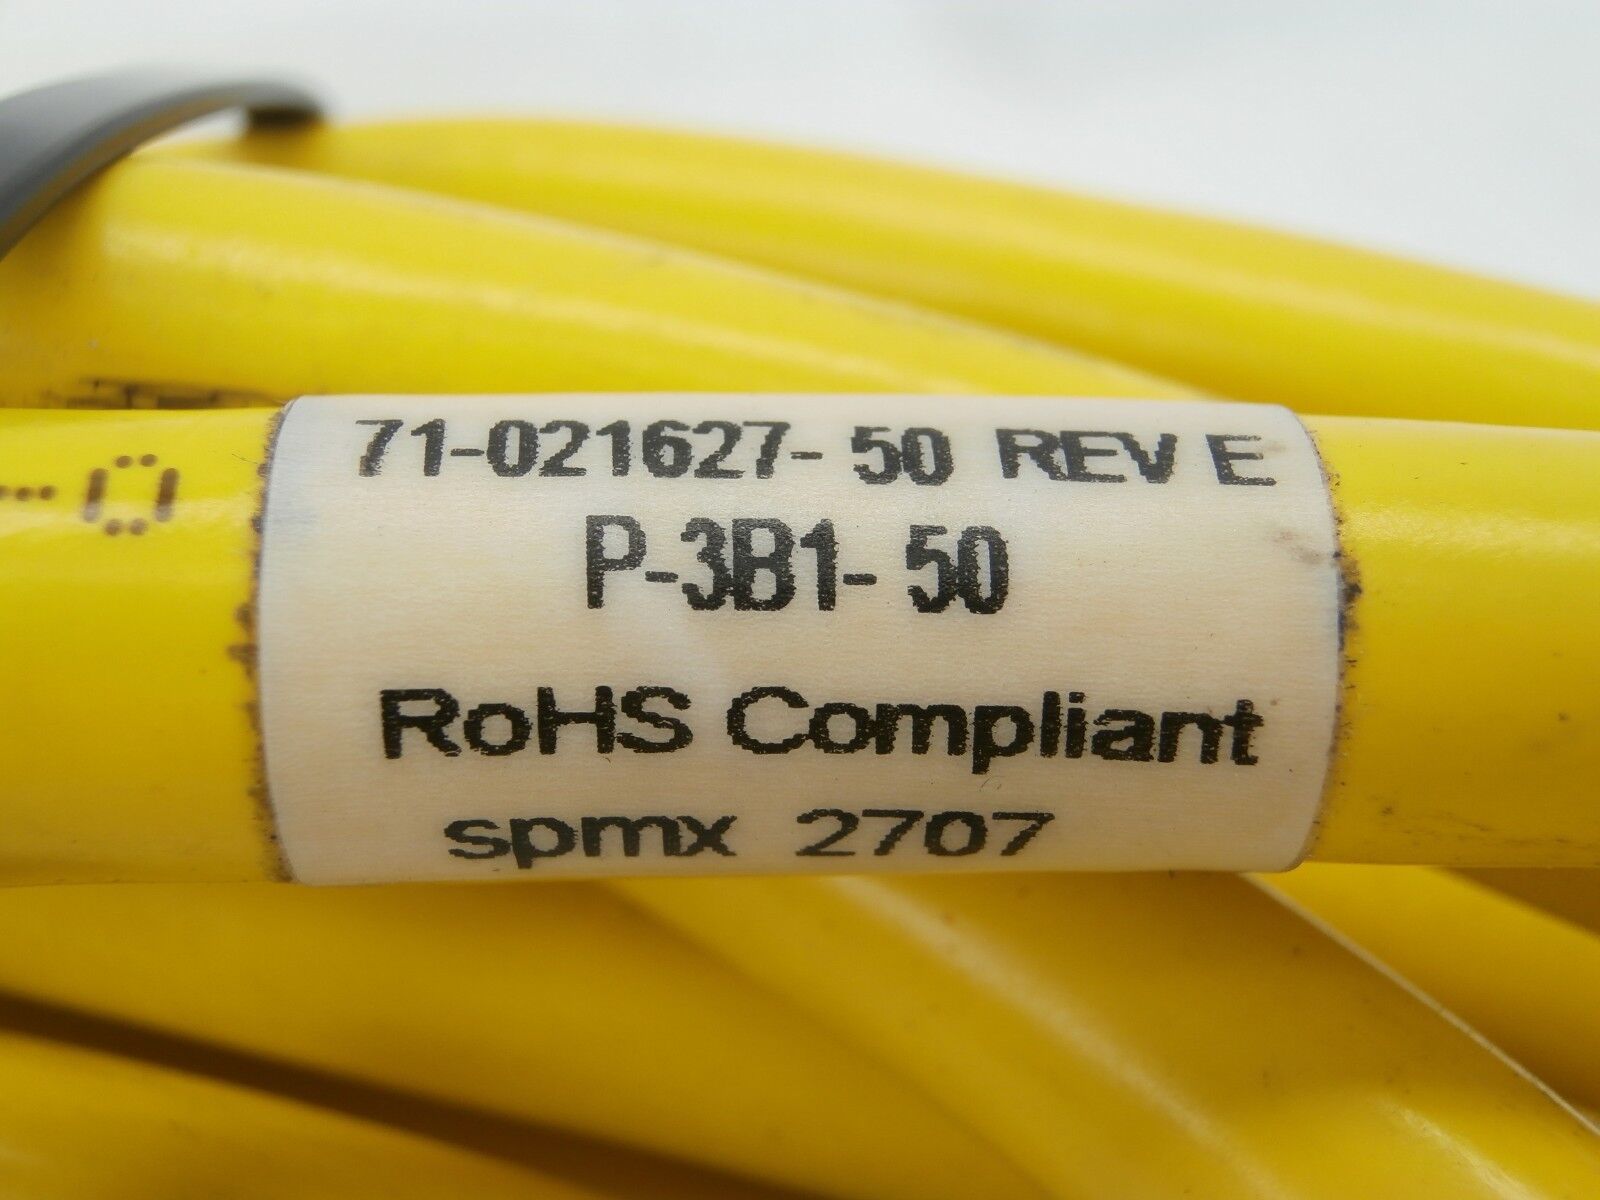 71-021627-50 REV E
P-3B1-50
RoHS Compliant
spmx 2707